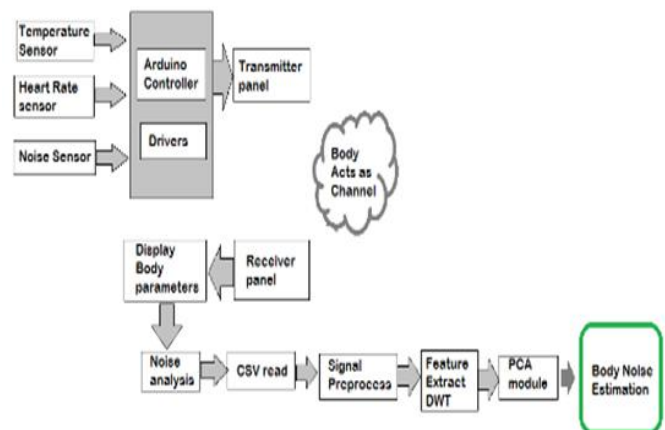 Temperature
Sensor
Heart Rate
sensor
Noise Sensor
Arduino
Controller
Drivers
Transmitter
panel
Body
Acts as
Channel
Display
Body
parameters
Receiver
panel
Noise
analysis
CSV read
Signal
Preprocess
Feature
Extract
DWT
PCA
module
Body Noise
Estimation